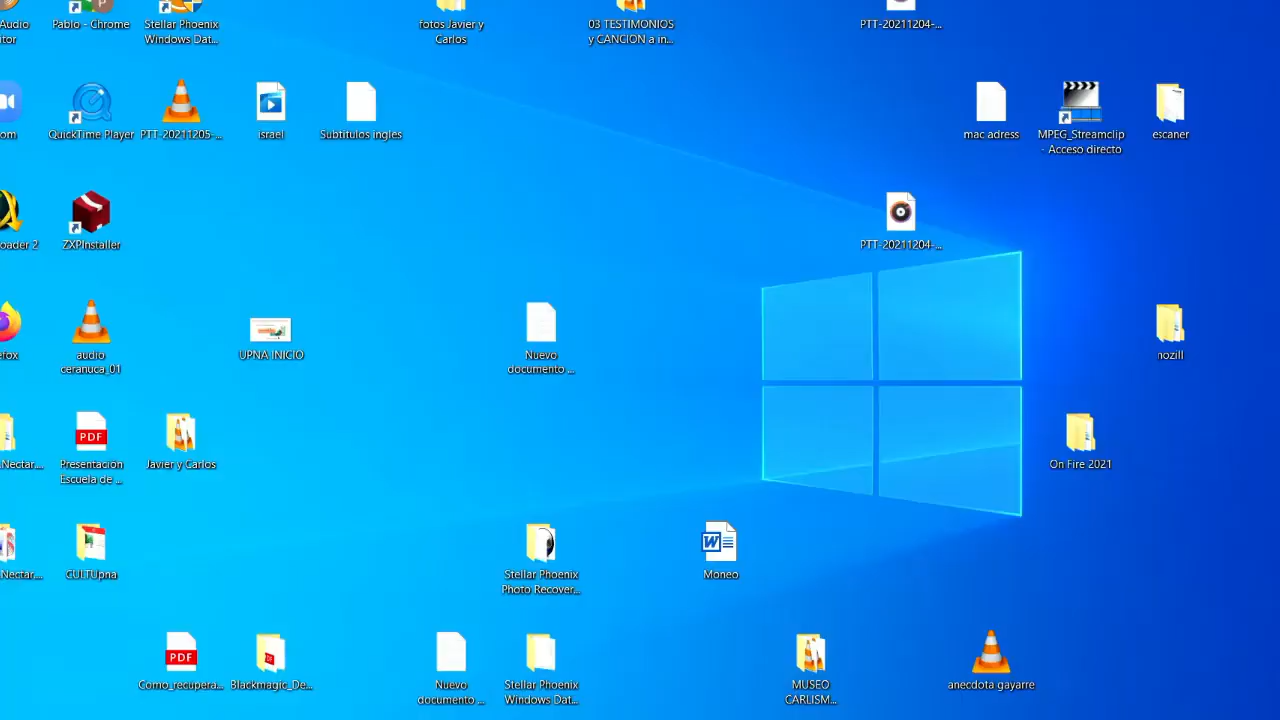 Audio
Pablo - Chrome
Stellar Phoenix
Windows Dat...
fotos Javier y
Carlos
03 TESTIMONIOS
y CANCION a in...
PTT-20211204-...
QuickTime Player
PTT-20211205-...
israel
Subtitulos ingles
mac adress
MPEG_Streamclip
- Acceso directo
escaner
oader 2
ZXPInstaller
PTT-20211204-...
efox
audio
ceranuca_01
UPNA INICIO
Nuevo
documento ...
nozill
Nectar...
PDF
Presentación
Escuela de ...
Javier y Carlos
On Fire 2021
Nectar...
CULTUpna
Stellar Phoenix
Photo Recover...
W
Moneo
PDF
Como_recupera...
Blackmagic_De...
Nuevo
documento ...
Stellar Phoenix
Windows Dat...
MUSEO
CARLISM...
anecdota gayarre